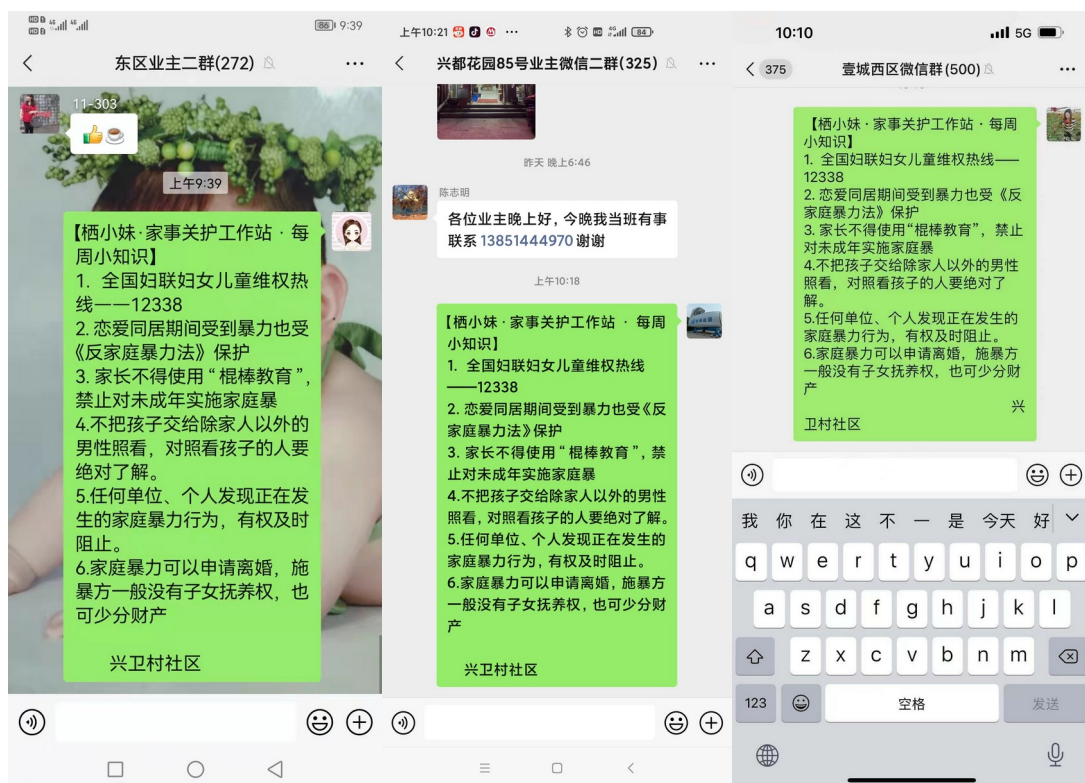 86 9:39
东区业主二群(272)
11-303
上午9:39
【栖小妹·家事关护工作站·每
周小知识】
1. 全国妇联妇女儿童维权热
线——12338
2. 恋爱同居期间受到暴力也受
《反家庭暴力法》保护
3. 家长不得使用“棍棒教育”,
禁止对未成年实施家庭暴
4.不把孩子交给除家人以外的
男性照看，对照看孩子的人要
绝对了解。
5.任何单位、个人发现正在发
生的家庭暴力行为，有权及时
阻止。
6.家庭暴力可以申请离婚，施
暴方一般没有子女抚养权，也
可少分财产
兴卫村社区
上午10:21 84
兴都花园85号业主微信二群(325)
昨天 晚上6:46
陈志明
各位业主晚上好，今晚我当班有事
联系 13851444970 谢谢
上午10:18
【栖小妹·家事关护工作站 · 每周
小知识】
1. 全国妇联妇女儿童维权热线
——12338
2. 恋爱同居期间受到暴力也受《反
家庭暴力法》保护
3. 家长不得使用“棍棒教育”, 禁
止对未成年实施家庭暴
4.不把孩子交给除家人以外的男性
照看，对照看孩子的人要绝对了解。
5.任何单位、个人发现正在发生的
家庭暴力行为，有权及时阻止。
6.家庭暴力可以申请离婚，施暴方
一般没有子女抚养权，也可少分财
产
兴卫村社区
10:10 5G
375 壹城西区微信群(500)
【栖小妹·家事关护工作站·每周
小知识】
1. 全国妇联妇女儿童维权热线——
12338
2. 恋爱同居期间受到暴力也受《反
家庭暴力法》保护
3. 家长不得使用“棍棒教育”，禁止
对未成年实施家庭暴
4.不把孩子交给除家人以外的男性
照看，对照看孩子的人要绝对了
解。
5.任何单位、个人发现正在发生的
家庭暴力行为，有权及时阻止。
6.家庭暴力可以申请离婚，施暴方
一般没有子女抚养权，也可少分财
产
兴
卫村社区
我 你 在 这 不 一 是 今天 好
q w e r t y u i o p
a s d f g h j k l
z x c v b n m
123 空格 发送